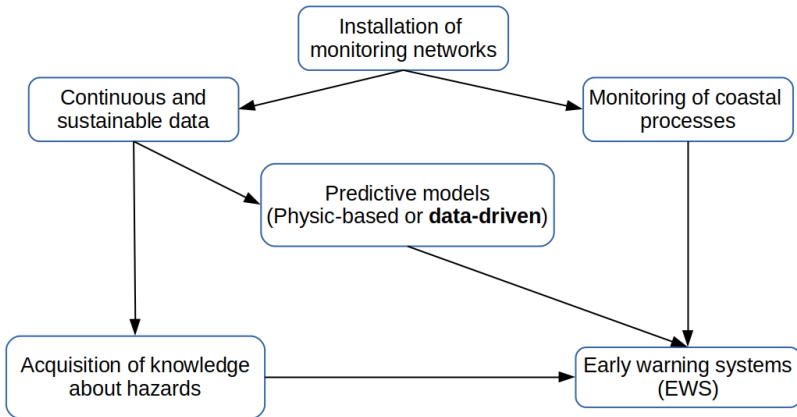 Installation of
monitoring networks
Continuous and
sustainable data
Monitoring of coastal
processes
Predictive models
(Physic-based or data-driven)
Acquisition of knowledge
about hazards
Early warning systems
(EWS)